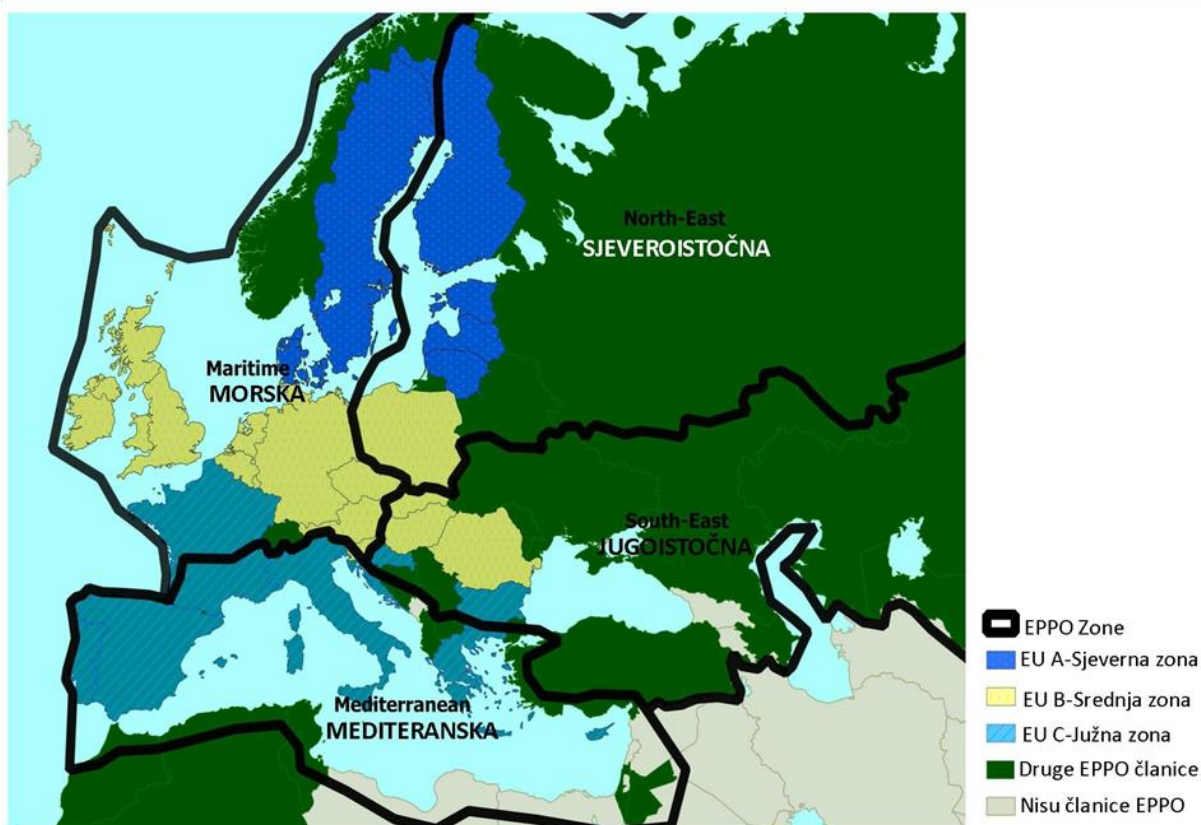 North-East
SJEVEROISTOČNA
Maritime
MORSKA
South-East
JUGOISTOČNA
Mediterranean
MEDITERANSKA
EPPO Zone
EU A-Sjeverna zona
EU B-Srednja zona
EU C-Južna zona
Druge EPPO članice
Nisu članice EPPO